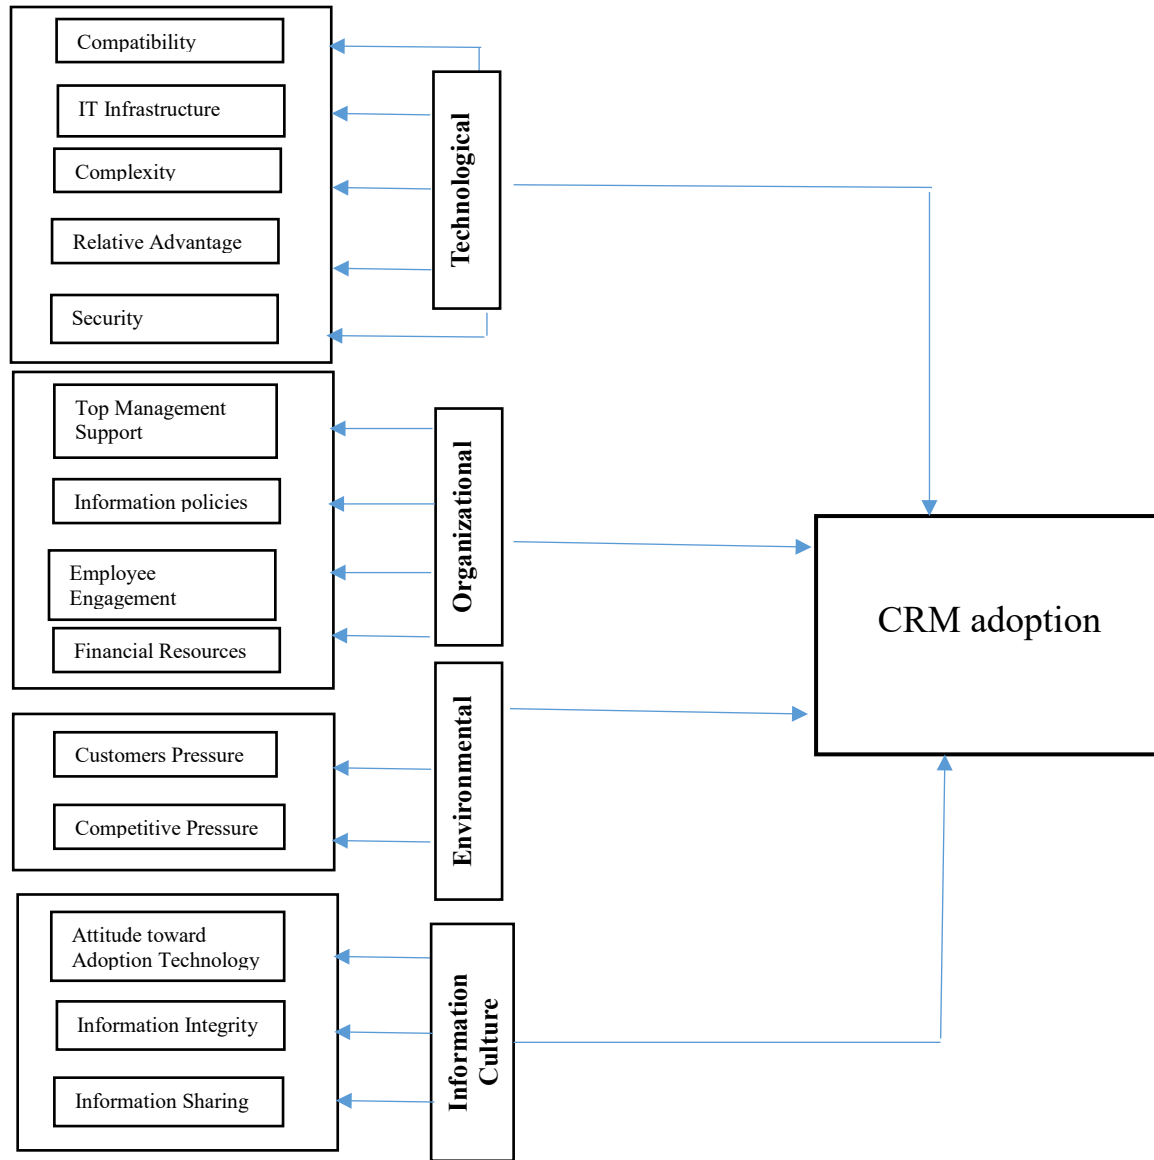 Compatibility
IT Infrastructure
Complexity
Relative Advantage
Security
Technological
Top Management
Support
Information policies
Employee
Engagement
Financial Resources
Organizational
CRM adoption
Customers Pressure
Competitive Pressure
Environmental
Attitude toward
Adoption Technology
Information Integrity
Information Sharing
Information
Culture